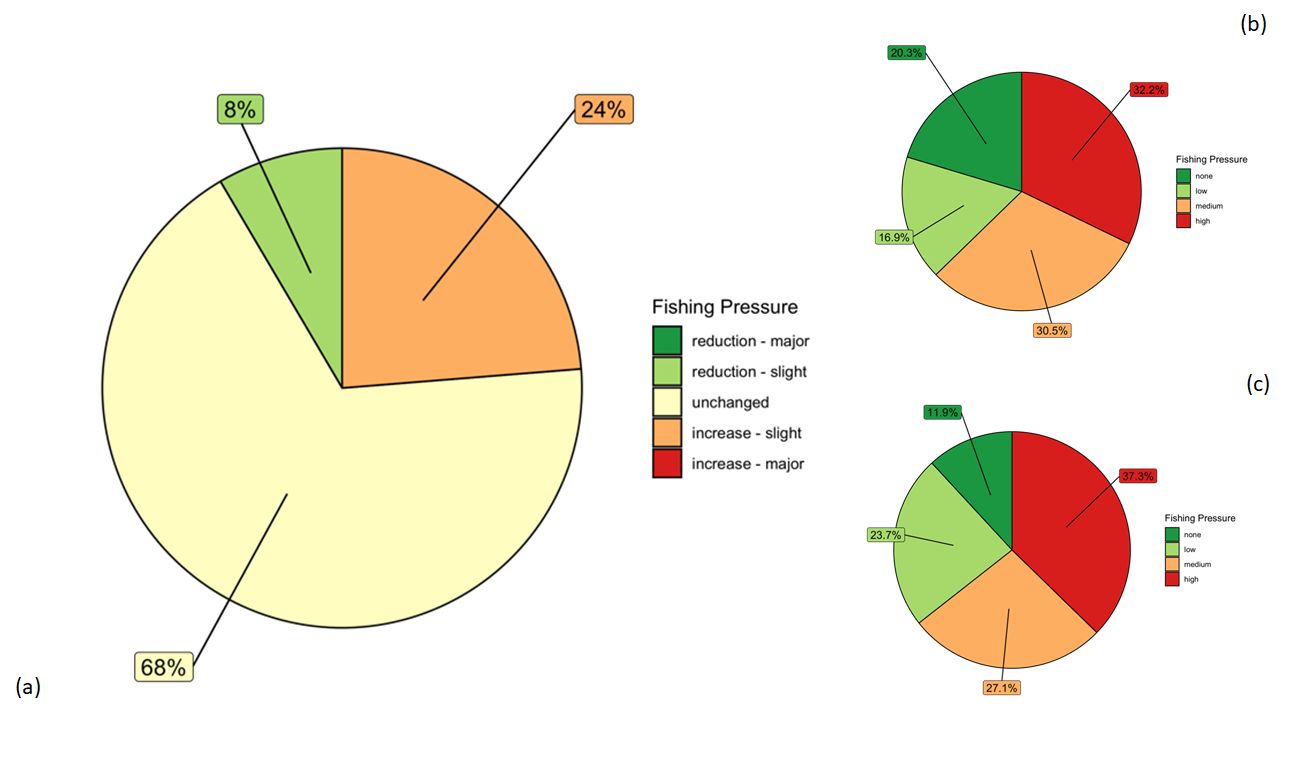 8%
24%
68%
(a)
Fishing Pressure
reduction - major
reduction - slight
unchanged
increase - slight
increase - major
(b)
20.3%
32.2%
16.9%
30.5%
Fishing Pressure
none
low
medium
high
(c)
11.9%
37.3%
23.7%
27.1%
Fishing Pressure
none
low
medium
high